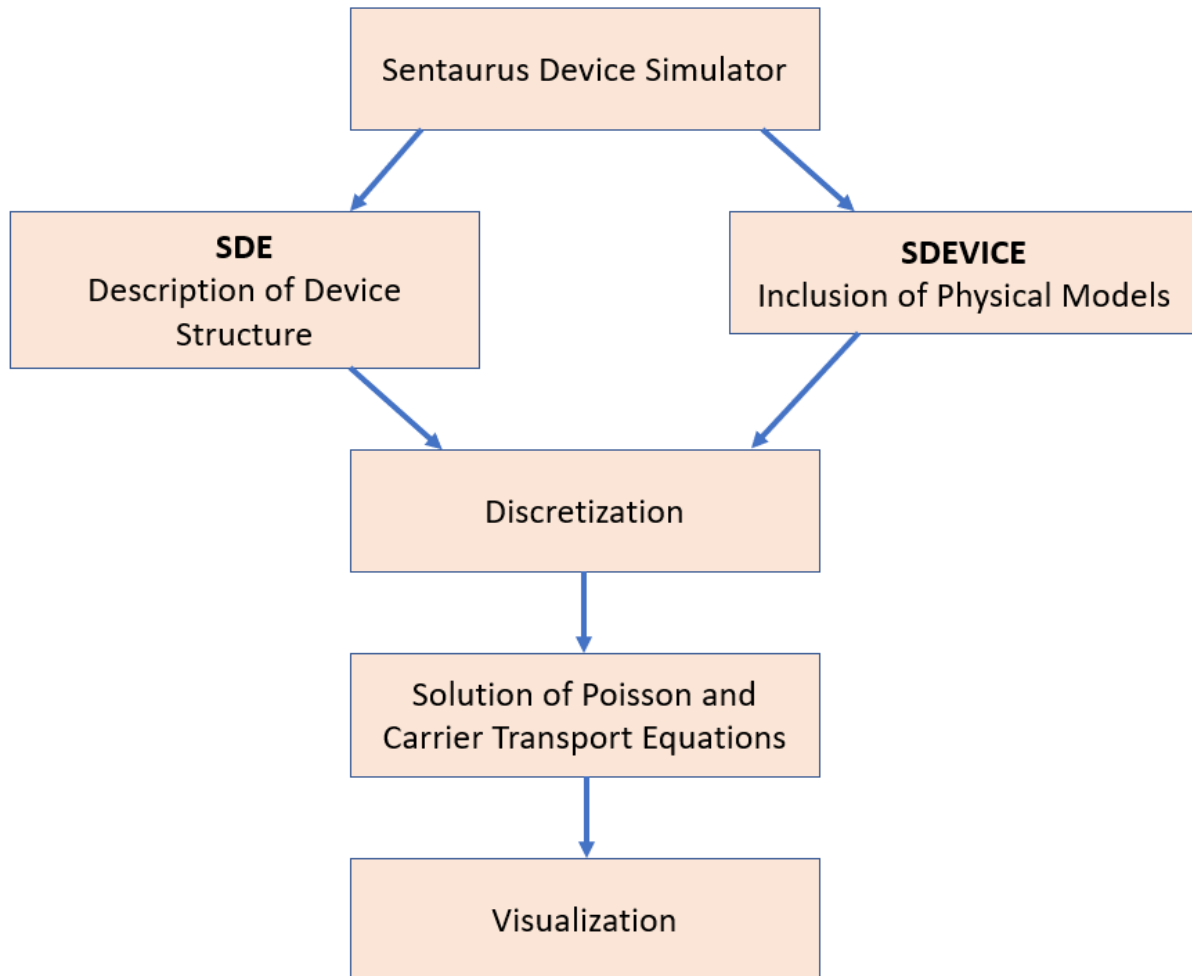 Sentaurus Device Simulator
SDE
Description of Device
Structure
SDEVICE
Inclusion of Physical Models
Discretization
Solution of Poisson and
Carrier Transport Equations
Visualization